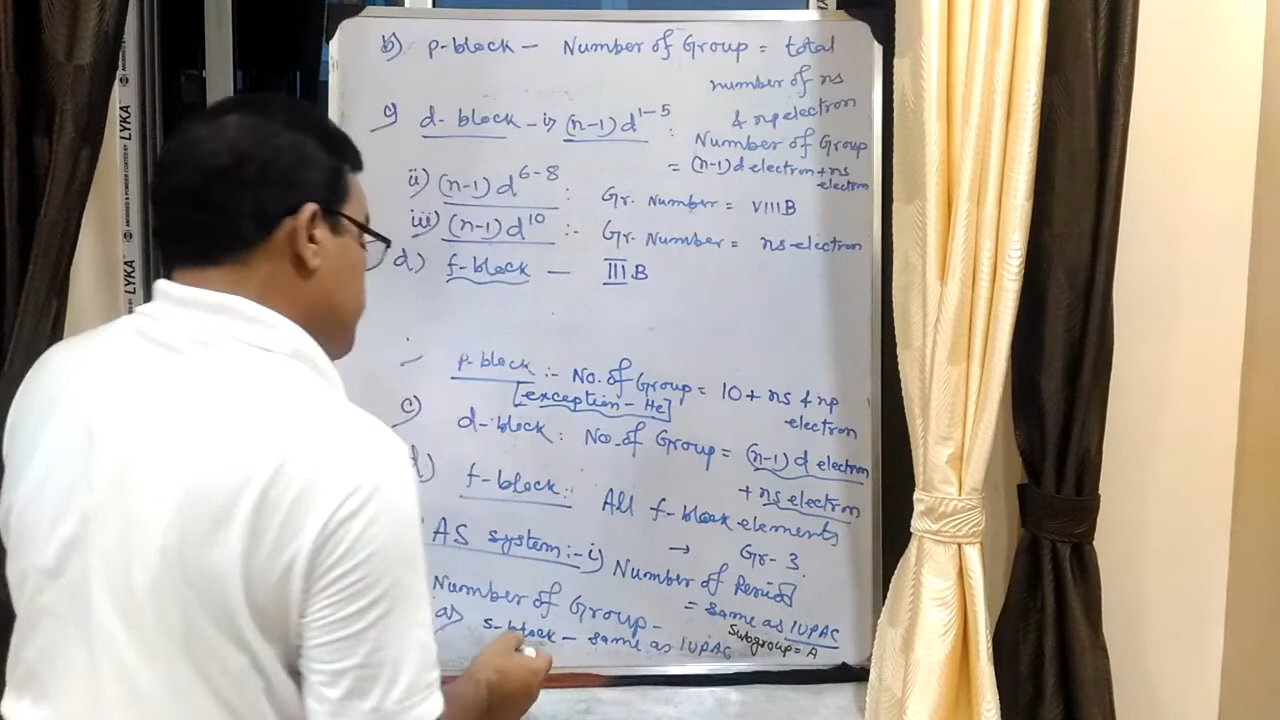 b) p-block - Number of Group = total
number of ns
& np electron
c) d-block - i) (n-1)d^1-5 :
Number of Group
= (n-1)d electron + ns
electron
ii) (n-1)d^6-8 : Gr. Number = VIIIB
iii) (n-1)d^10 :- Gr. Number = ns-electron
d) f-block - IIIB
p-block :- No. of Group = 10 + ns & np
electron
[exception - He]
c) d-block : No. of Group = (n-1)d electron
+ ns electron
d) f-block : All f-block elements
→ Gr-3.
AS system :- i) Number of Period
= same as IUPAC
Number of Group -
a) s-block - same as IUPAC
Subgroup = A
LYKA
LYKA